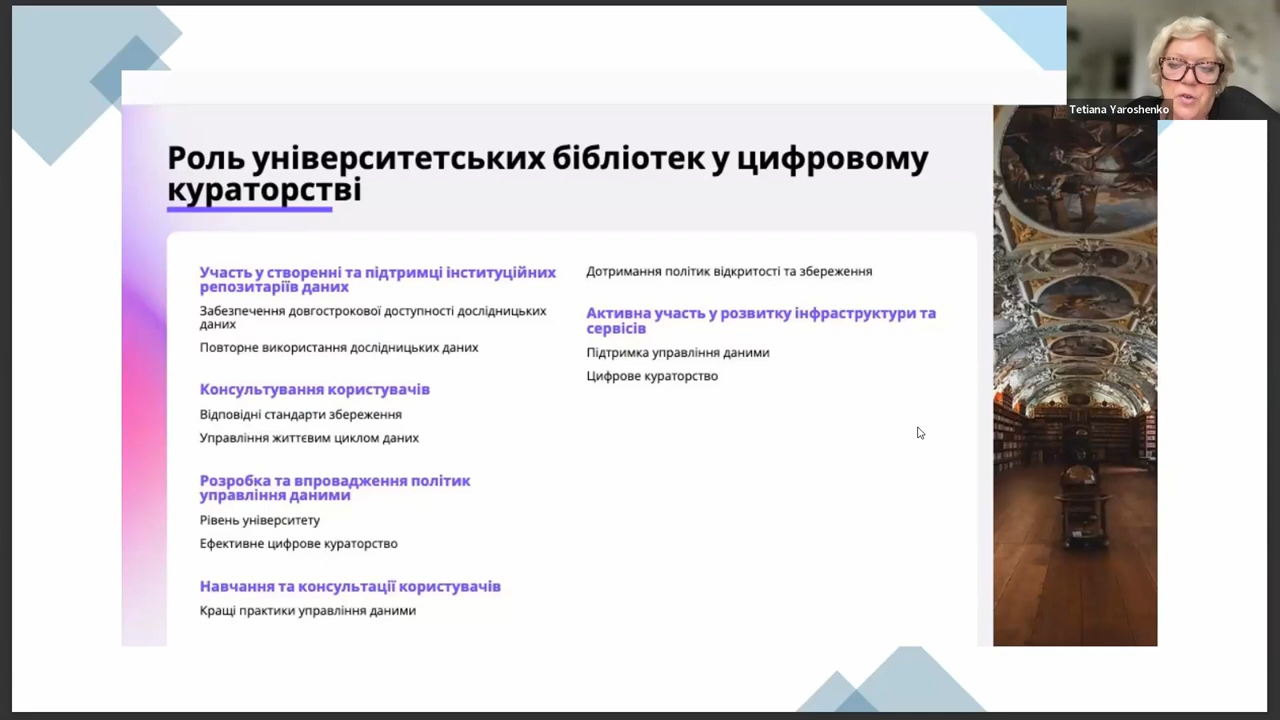 Tetiana Yaroshenko
Роль університетських бібліотек у цифровому
кураторстві
Участь у створенні та підтримці інституційних
репозитаріїв даних
Забезпечення довгострокової доступності дослідницьких
даних
Повторне використання дослідницьких даних
Консультування користувачів
Відповідні стандарти збереження
Управління життєвим циклом даних
Розробка та впровадження політик
управління даними
Рівень університету
Ефективне цифрове кураторство
Навчання та консультації користувачів
Кращі практики управління даними
Дотримання політик відкритості та збереження
Активна участь у розвитку інфраструктури та
сервісів
Підтримка управління даними
Цифрове кураторство